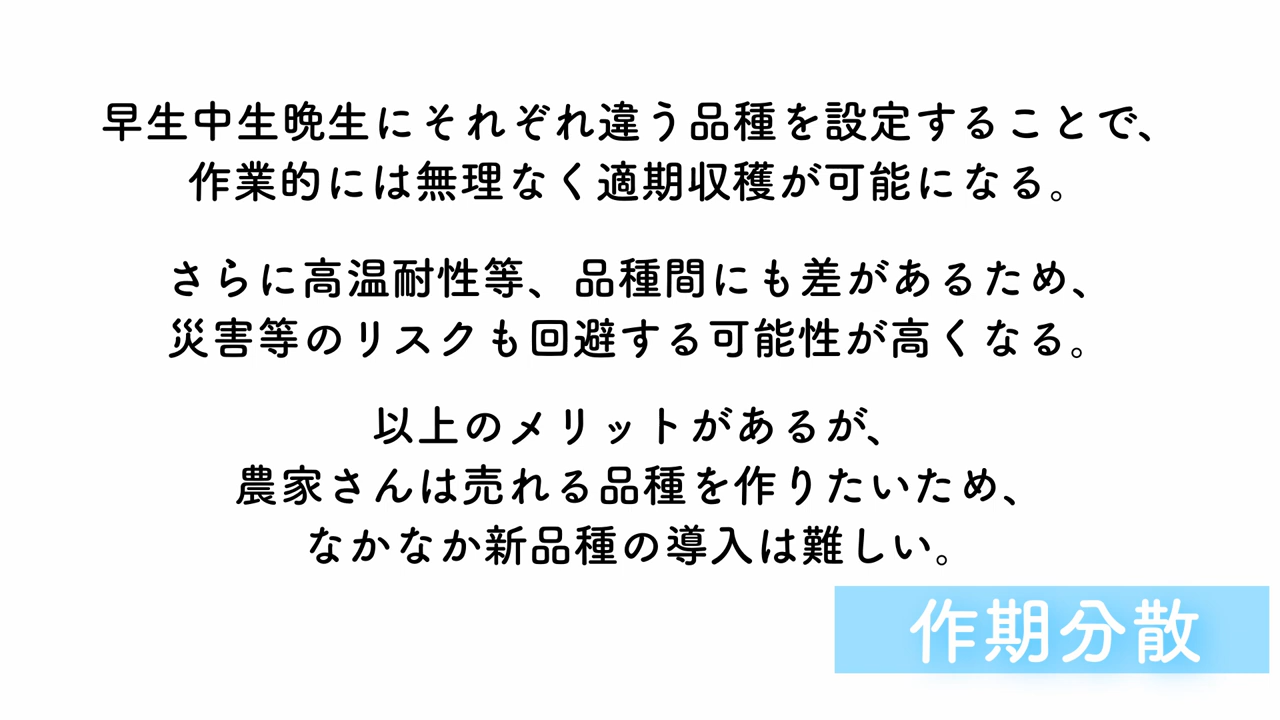 早生中生晩生にそれぞれ違う品種を設定することで、
作業的には無理なく適期収穫が可能になる。
さらに高温耐性等、品種間にも差があるため、
災害等のリスクも回避する可能性が高くなる。
以上のメリットがあるが、
農家さんは売れる品種を作りたいため、
なかなか新品種の導入は難しい。
作期分散